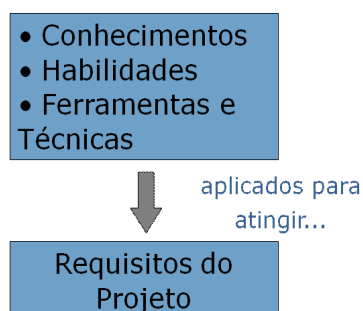 • Conhecimentos
• Habilidades
• Ferramentas e
Técnicas
aplicados para
atingir...
Requisitos do
Projeto